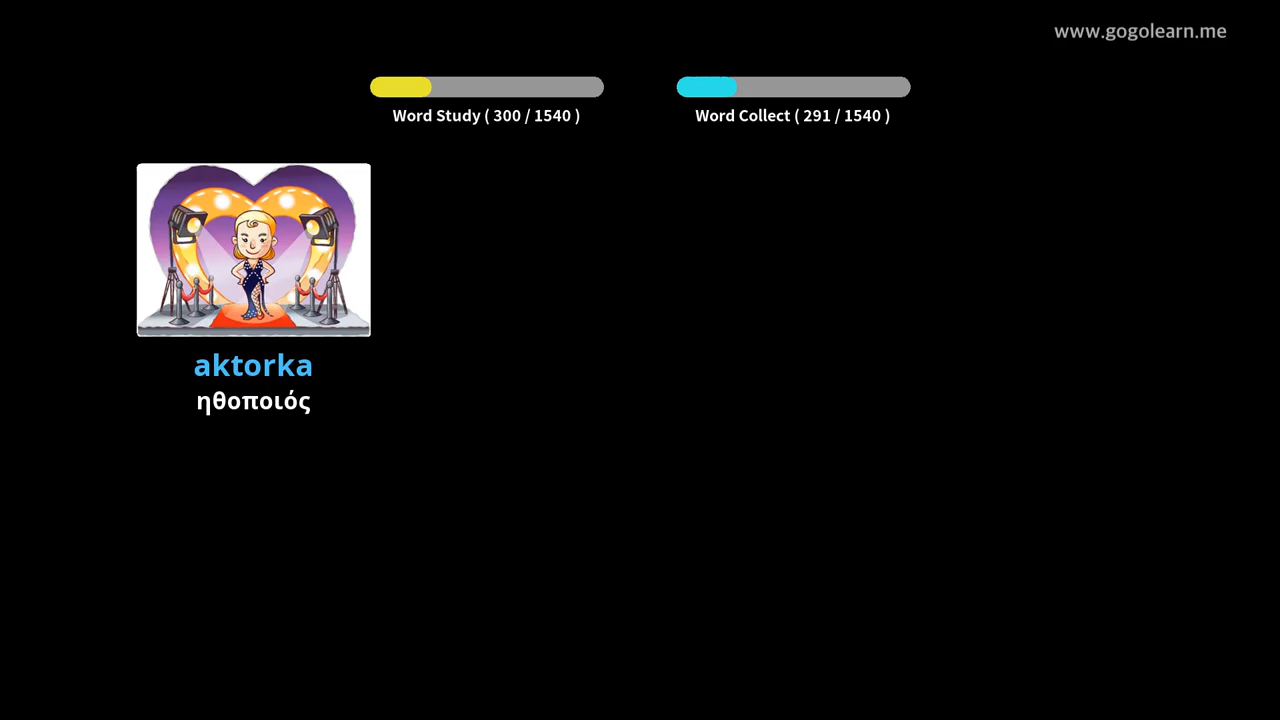 www.gogolearn.me
Word Study ( 300 / 1540 )
Word Collect ( 291 / 1540 )
aktorka
ηθοποιός